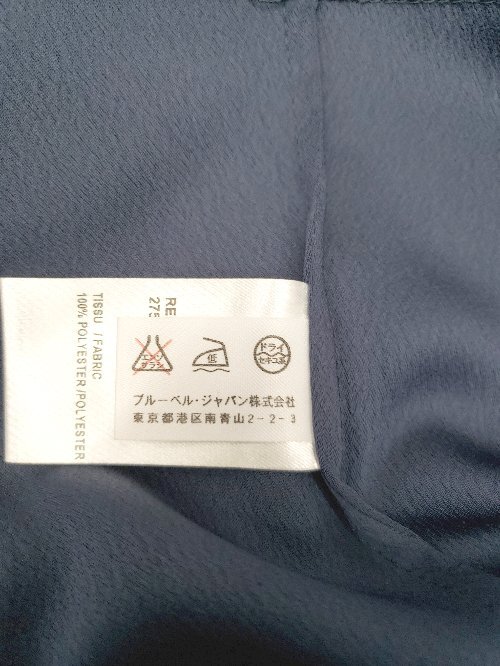 エンソ
サラシ
低
ドライ
セキユ系
ブルーベル・ジャパン株式会社
東京都港区南青山2-2-3
TISSU / FABRIC
100% POLYESTER /POLYESTER
RE
275